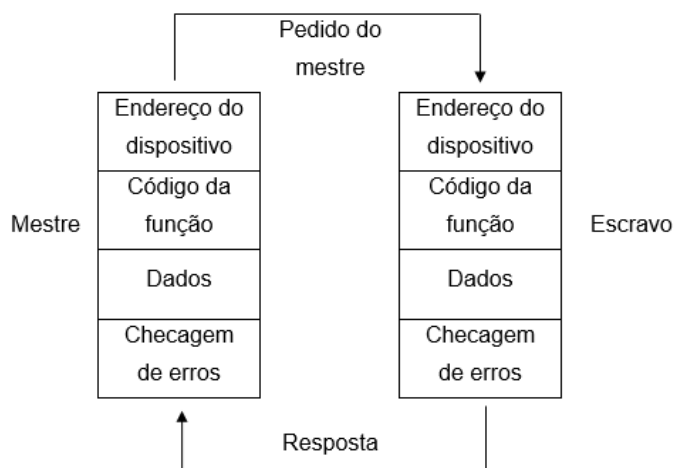 Pedido do
mestre
Endereço do
dispositivo
Código da
função
Dados
Checagem
de erros
Mestre
Endereço do
dispositivo
Código da
função
Dados
Checagem
de erros
Escravo
Resposta